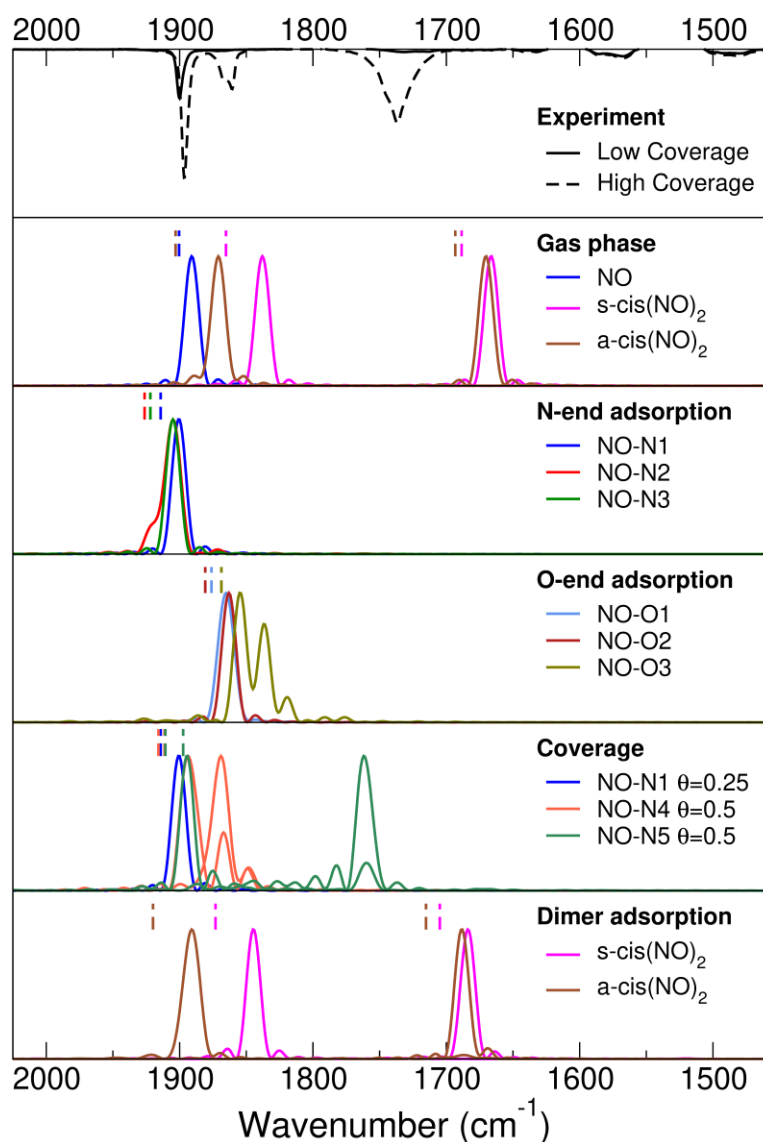 2000 1900 1800 1700 1600 1500
Experiment
Low Coverage
High Coverage
Gas phase
NO
s-cis(NO)₂
a-cis(NO)₂
N-end adsorption
NO-N1
NO-N2
NO-N3
O-end adsorption
NO-O1
NO-O2
NO-O3
Coverage
NO-N1 θ=0.25
NO-N4 θ=0.5
NO-N5 θ=0.5
Dimer adsorption
s-cis(NO)₂
a-cis(NO)₂
2000 1900 1800 1700 1600 1500
Wavenumber (cm⁻¹)